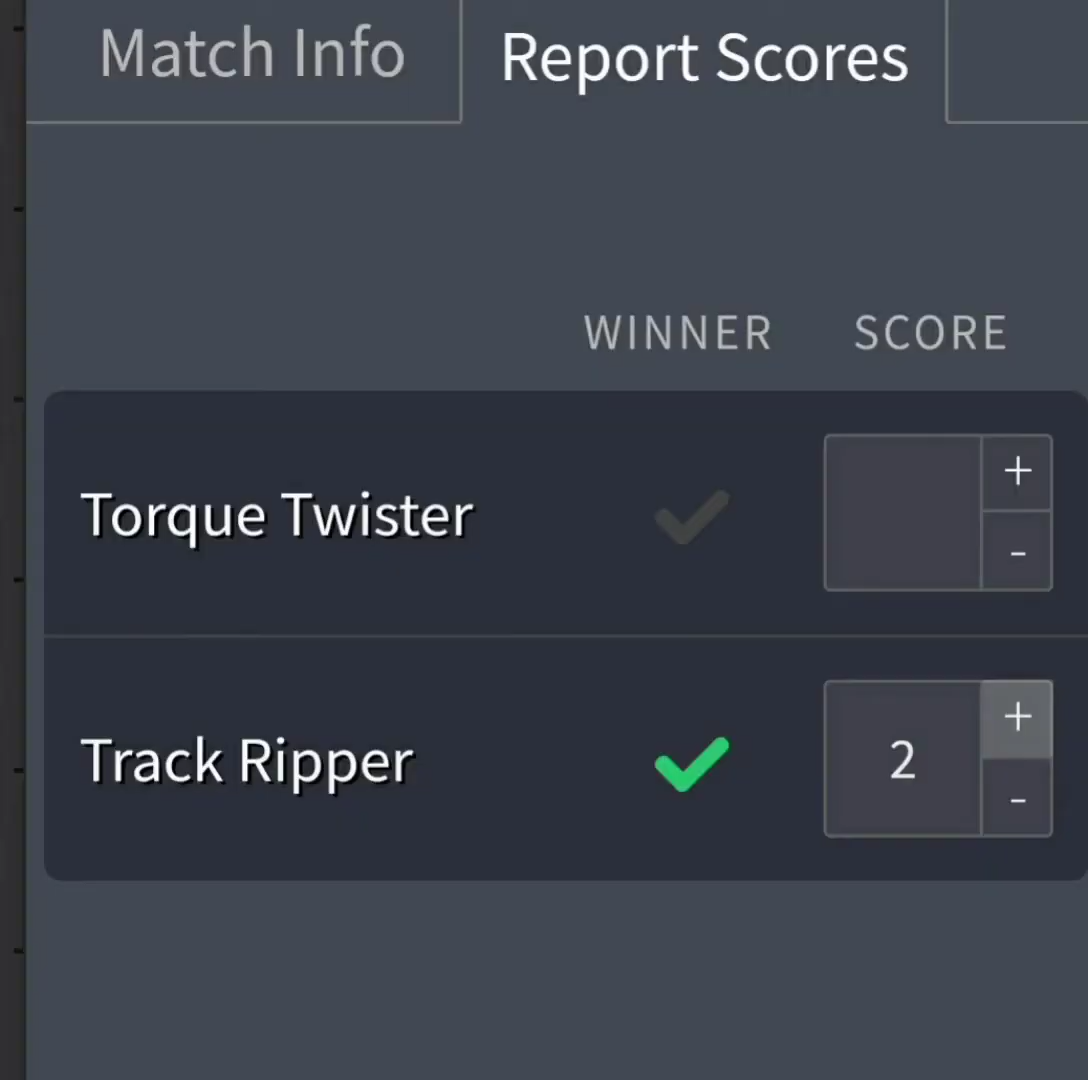 Match Info
Report Scores
WINNER SCORE
Torque Twister
+
-
Track Ripper
2
+
-